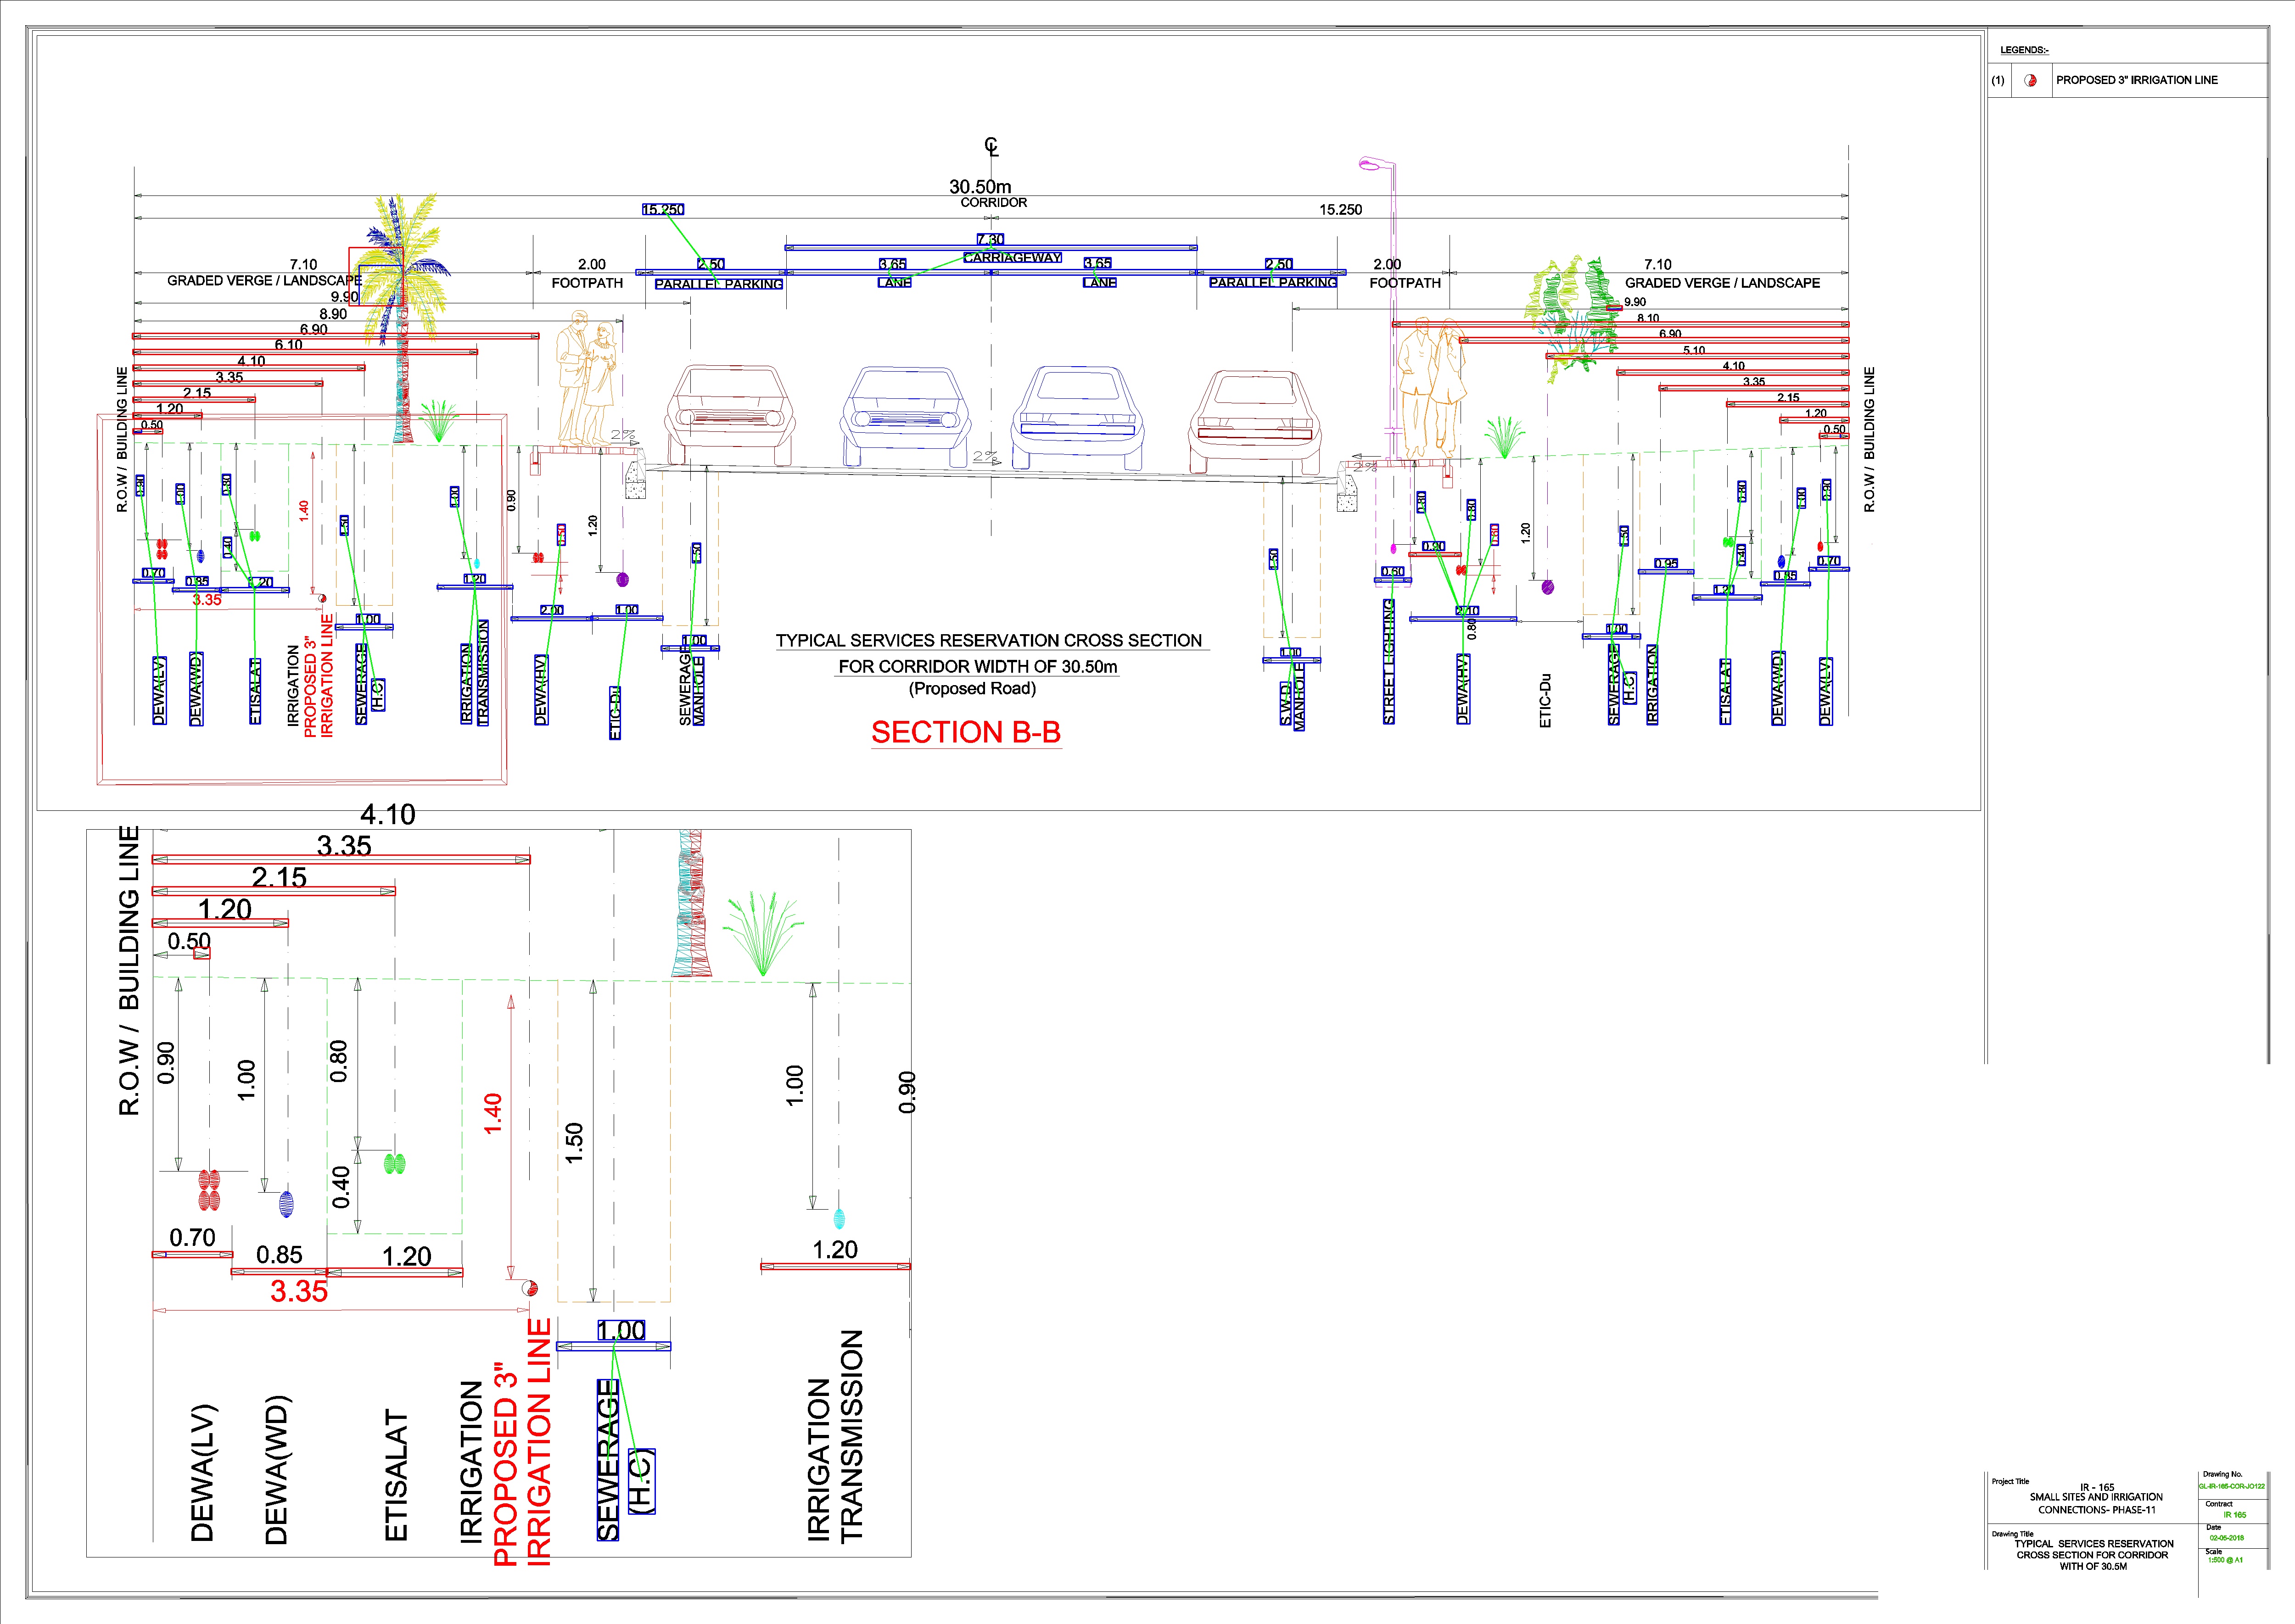 LEGENDS:-
(1) PROPOSED 3" IRRIGATION LINE
30.50m
CORRIDOR
15.250 15.250
7.30
CARRIAGEWAY
7.10 2.00 2.50 3.65 3.65 2.50 2.00 7.10
GRADED VERGE / LANDSCAPE FOOTPATH PARALLEL PARKING LANE LANE PARALLEL PARKING FOOTPATH GRADED VERGE / LANDSCAPE
9.90 9.90
8.90 8.10
6.90 6.90
6.10 5.10
4.10 4.10
3.35 3.35
2.15 2.15
1.20 1.20
0.50 0.50
R.O.W / BUILDING LINE
R.O.W / BUILDING LINE
2% 2% 2%
0.90 1.00 0.80 0.40 1.40 1.50 1.00 0.90 0.50 1.20 1.50
1.50 0.80 0.80 0.60 1.20 1.50 0.80 0.40 1.00 0.90
0.70 0.85 1.20 1.20 2.00 1.00
0.60 0.30 2.10 0.80 0.95 1.20 0.85 0.70
3.35 1.00 1.00 1.00
DEWA(LV)
DEWA(WD)
ETISALAT
IRRIGATION
PROPOSED 3"
IRRIGATION LINE
SEWERAGE
(H.C)
IRRIGATION
TRANSMISSION
DEWA(HV)
ETIC-Du
SEWERAGE
MANHOLE
TYPICAL SERVICES RESERVATION CROSS SECTION
FOR CORRIDOR WIDTH OF 30.50m
(Proposed Road)
SECTION B-B
S.W.D
MANHOLE
STREET LIGHTING
DEWA(HV)
ETIC-Du
SEWERAGE
(H.C)
IRRIGATION
ETISALAT
DEWA(WD)
DEWA(LV)
4.10
3.35
2.15
1.20
0.50
R.O.W / BUILDING LINE
0.90 1.00 0.80 0.40 1.40 1.50 1.00 0.90
0.70 0.85 1.20 1.20
3.35
1.00
DEWA(LV)
DEWA(WD)
ETISALAT
IRRIGATION
PROPOSED 3"
IRRIGATION LINE
SEWERAGE
(H.C)
IRRIGATION
TRANSMISSION
Project Title
IR - 165
SMALL SITES AND IRRIGATION
CONNECTIONS- PHASE-11
Drawing Title
TYPICAL SERVICES RESERVATION
CROSS SECTION FOR CORRIDOR
WITH OF 30.5M
Drawing No.
GL-IR-165-COR-JO122
Contract
IR 165
Date
02-05-2018
Scale
1:500 @ A1